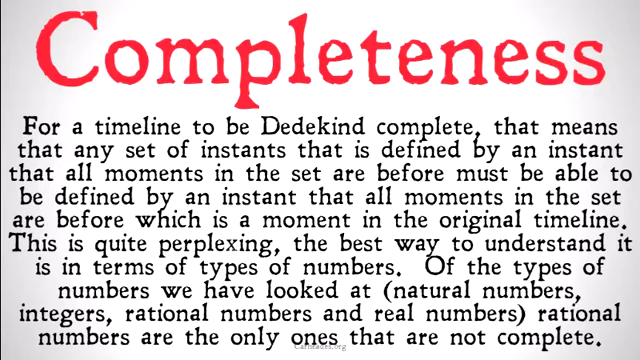 Completeness
For a timeline to be Dedekind complete, that means
that any set of instants that is defined by an instant
that all moments in the set are before must be able to
be defined by an instant that all moments in the set
are before which is a moment in the original timeline.
This is quite perplexing, the best way to understand it
is in terms of types of numbers. Of the types of
numbers we have looked at (natural numbers,
integers, rational numbers and real numbers) rational
numbers are the only ones that are not complete.
Carneades.org